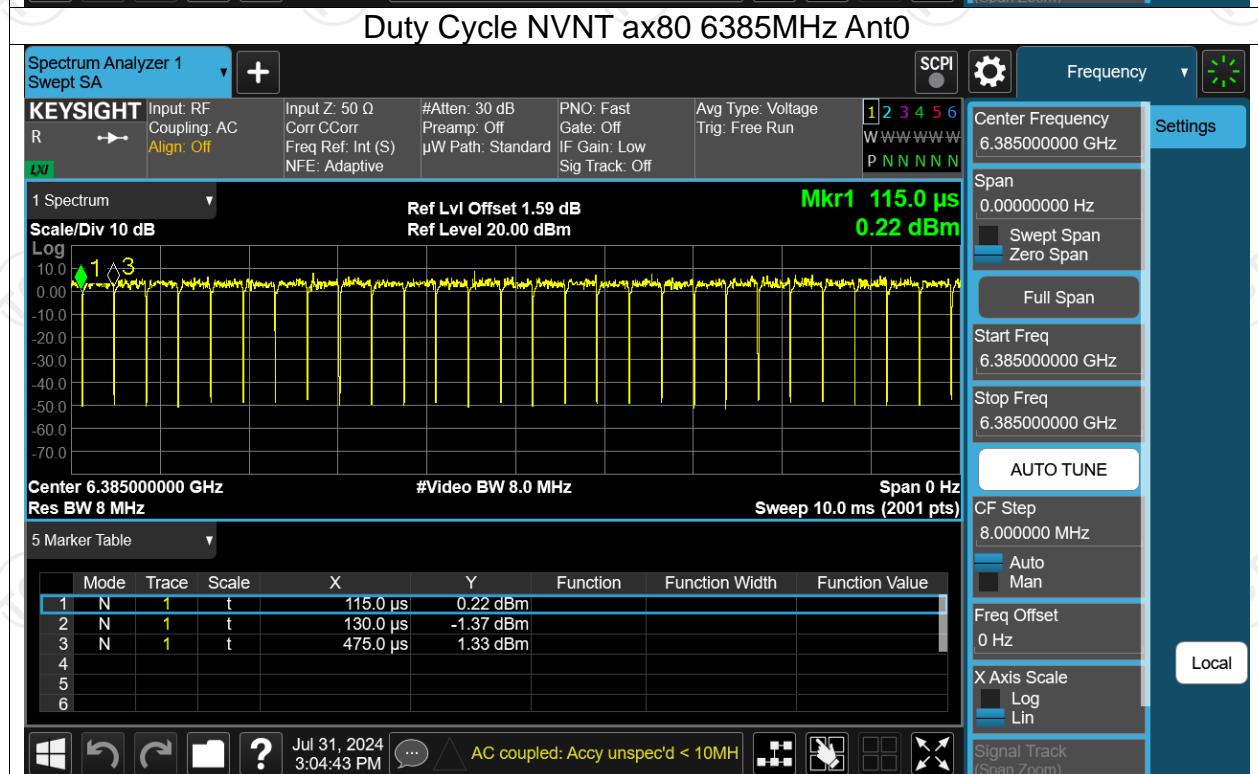 Duty Cycle NVNT ax80 6385MHz Ant0
Spectrum Analyzer 1
Swept SA
+
SCPI
Frequency
KEYSIGHT
R
LXI
Input: RF
Coupling: AC
Align: Off
Input Z: 50 Ω
Corr CCorr
Freq Ref: Int (S)
NFE: Adaptive
#Atten: 30 dB
Preamp: Off
µW Path: Standard
PNO: Fast
Gate: Off
IF Gain: Low
Sig Track: Off
Avg Type: Voltage
Trig: Free Run
1 2 3 4 5 6
W W W W W W
P N N N N N
1 Spectrum
Scale/Div 10 dB
Ref Lvl Offset 1.59 dB
Ref Level 20.00 dBm
Mkr1 115.0 µs
0.22 dBm
Log
10.0
0.00
-10.0
-20.0
-30.0
-40.0
-50.0
-60.0
-70.0
1 3
Center 6.385000000 GHz
#Video BW 8.0 MHz
Span 0 Hz
Res BW 8 MHz
Sweep 10.0 ms (2001 pts)
5 Marker Table
Mode Trace Scale X Y Function Function Width Function Value
1 N 1 t 115.0 µs 0.22 dBm
2 N 1 t 130.0 µs -1.37 dBm
3 N 1 t 475.0 µs 1.33 dBm
4
5
6
Center Frequency
6.385000000 GHz
Settings
Span
0.00000000 Hz
Swept Span
Zero Span
Full Span
Start Freq
6.385000000 GHz
Stop Freq
6.385000000 GHz
AUTO TUNE
CF Step
8.000000 MHz
Auto
Man
Freq Offset
0 Hz
Local
X Axis Scale
Log
Lin
Signal Track
(Span Zoom)
?
Jul 31, 2024
3:04:43 PM
AC coupled: Accy unspec'd < 10MH